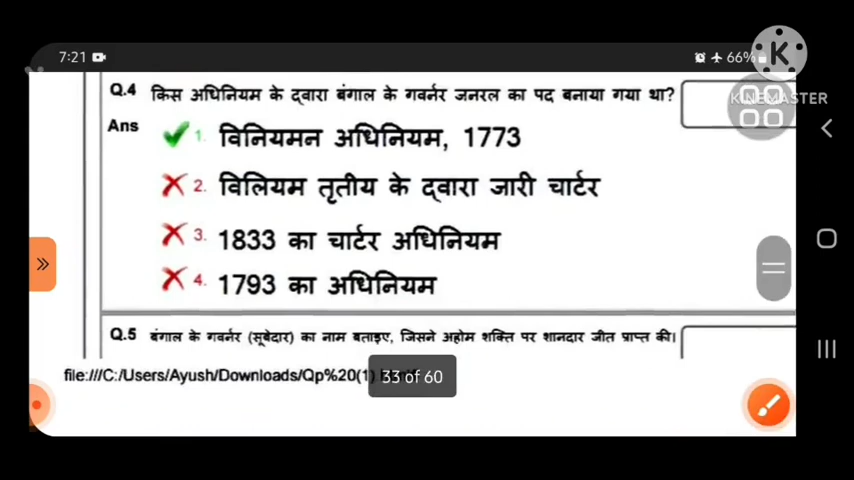 7:21
66%
K
KINEMASTER
Q.4 किस अधिनियम के द्वारा बंगाल के गवर्नर जनरल का पद बनाया गया था?
Ans
1. विनियमन अधिनियम, 1773
2. विलियम तृतीय के द्वारा जारी चार्टर
3. 1833 का चार्टर अधिनियम
4. 1793 का अधिनियम
Q.5 बंगाल के गवर्नर (सूबेदार) का नाम बताइए, जिसने अहोम शक्ति पर शानदार जीत प्राप्त की।
file:///C:/Users/Ayush/Downloads/Qp%20(1)
33 of 60